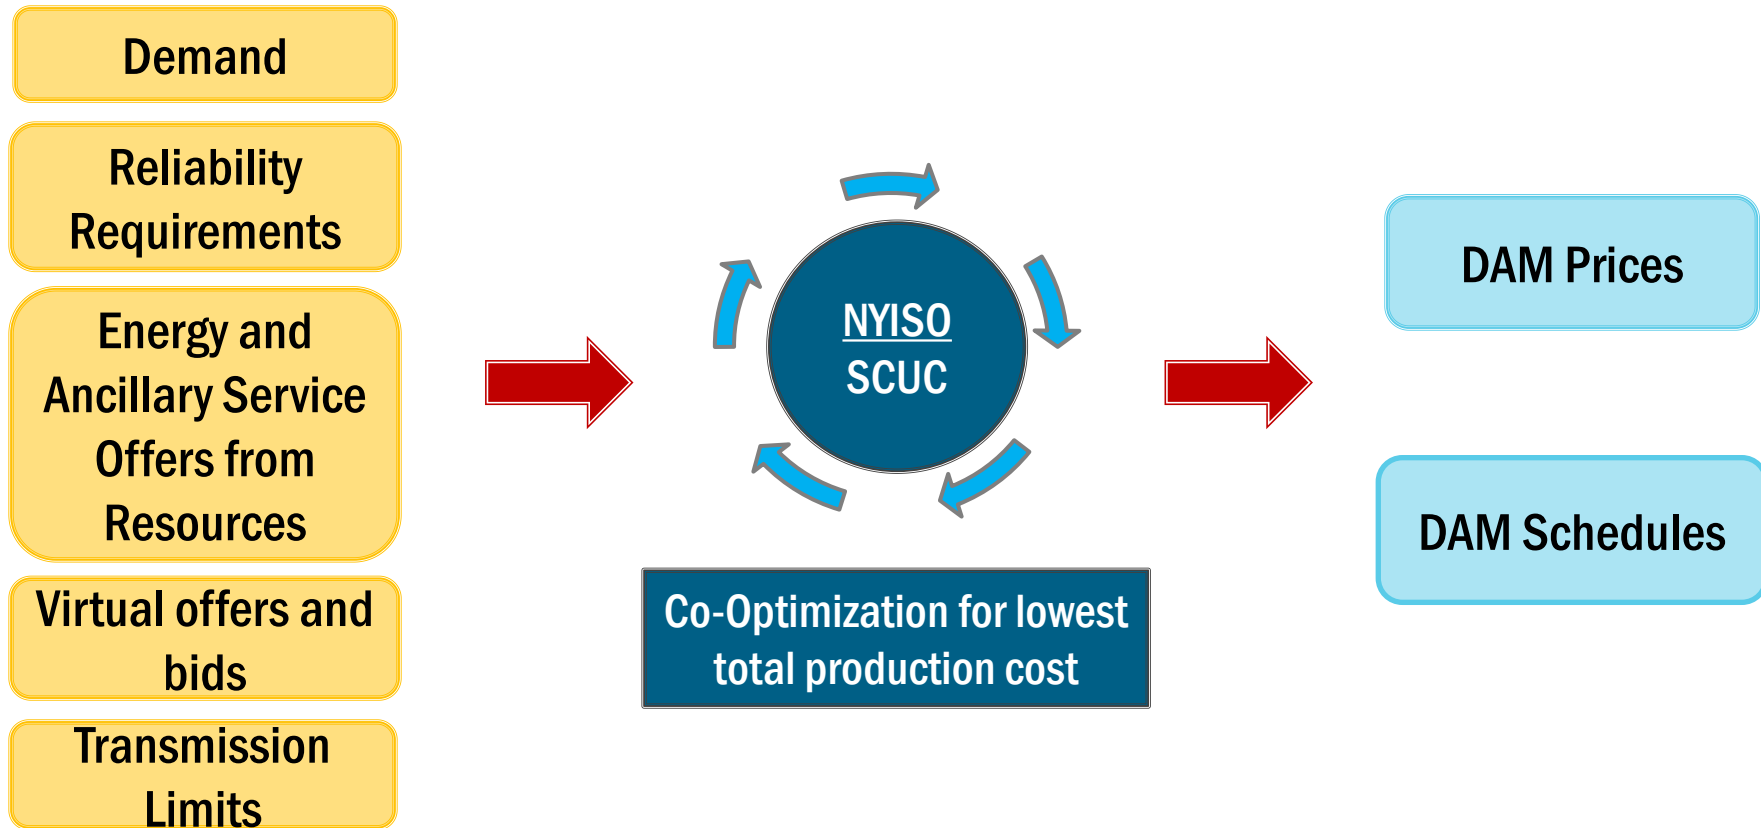 Demand
Reliability
Requirements
Energy and
Ancillary Service
Offers from
Resources
Virtual offers and
bids
Transmission
Limits
NYISO
SCUC
Co-Optimization for lowest
total production cost
DAM Prices
DAM Schedules